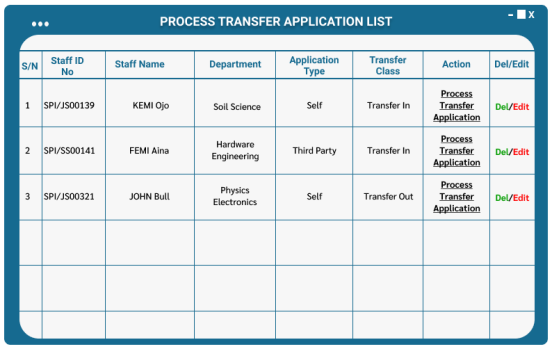 PROCESS TRANSFER APPLICATION LIST
X
S/N Staff ID No Staff Name Department Application Type Transfer Class Action Del/Edit
1 SPI/JS00139 KEMI Ojo Soil Science Self Transfer In Process Transfer Application Del/Edit
2 SPI/SS00141 FEMI Aina Hardware Engineering Third Party Transfer In Process Transfer Application Del/Edit
3 SPI/JS00321 JOHN Bull Physics Electronics Self Transfer Out Process Transfer Application Del/Edit